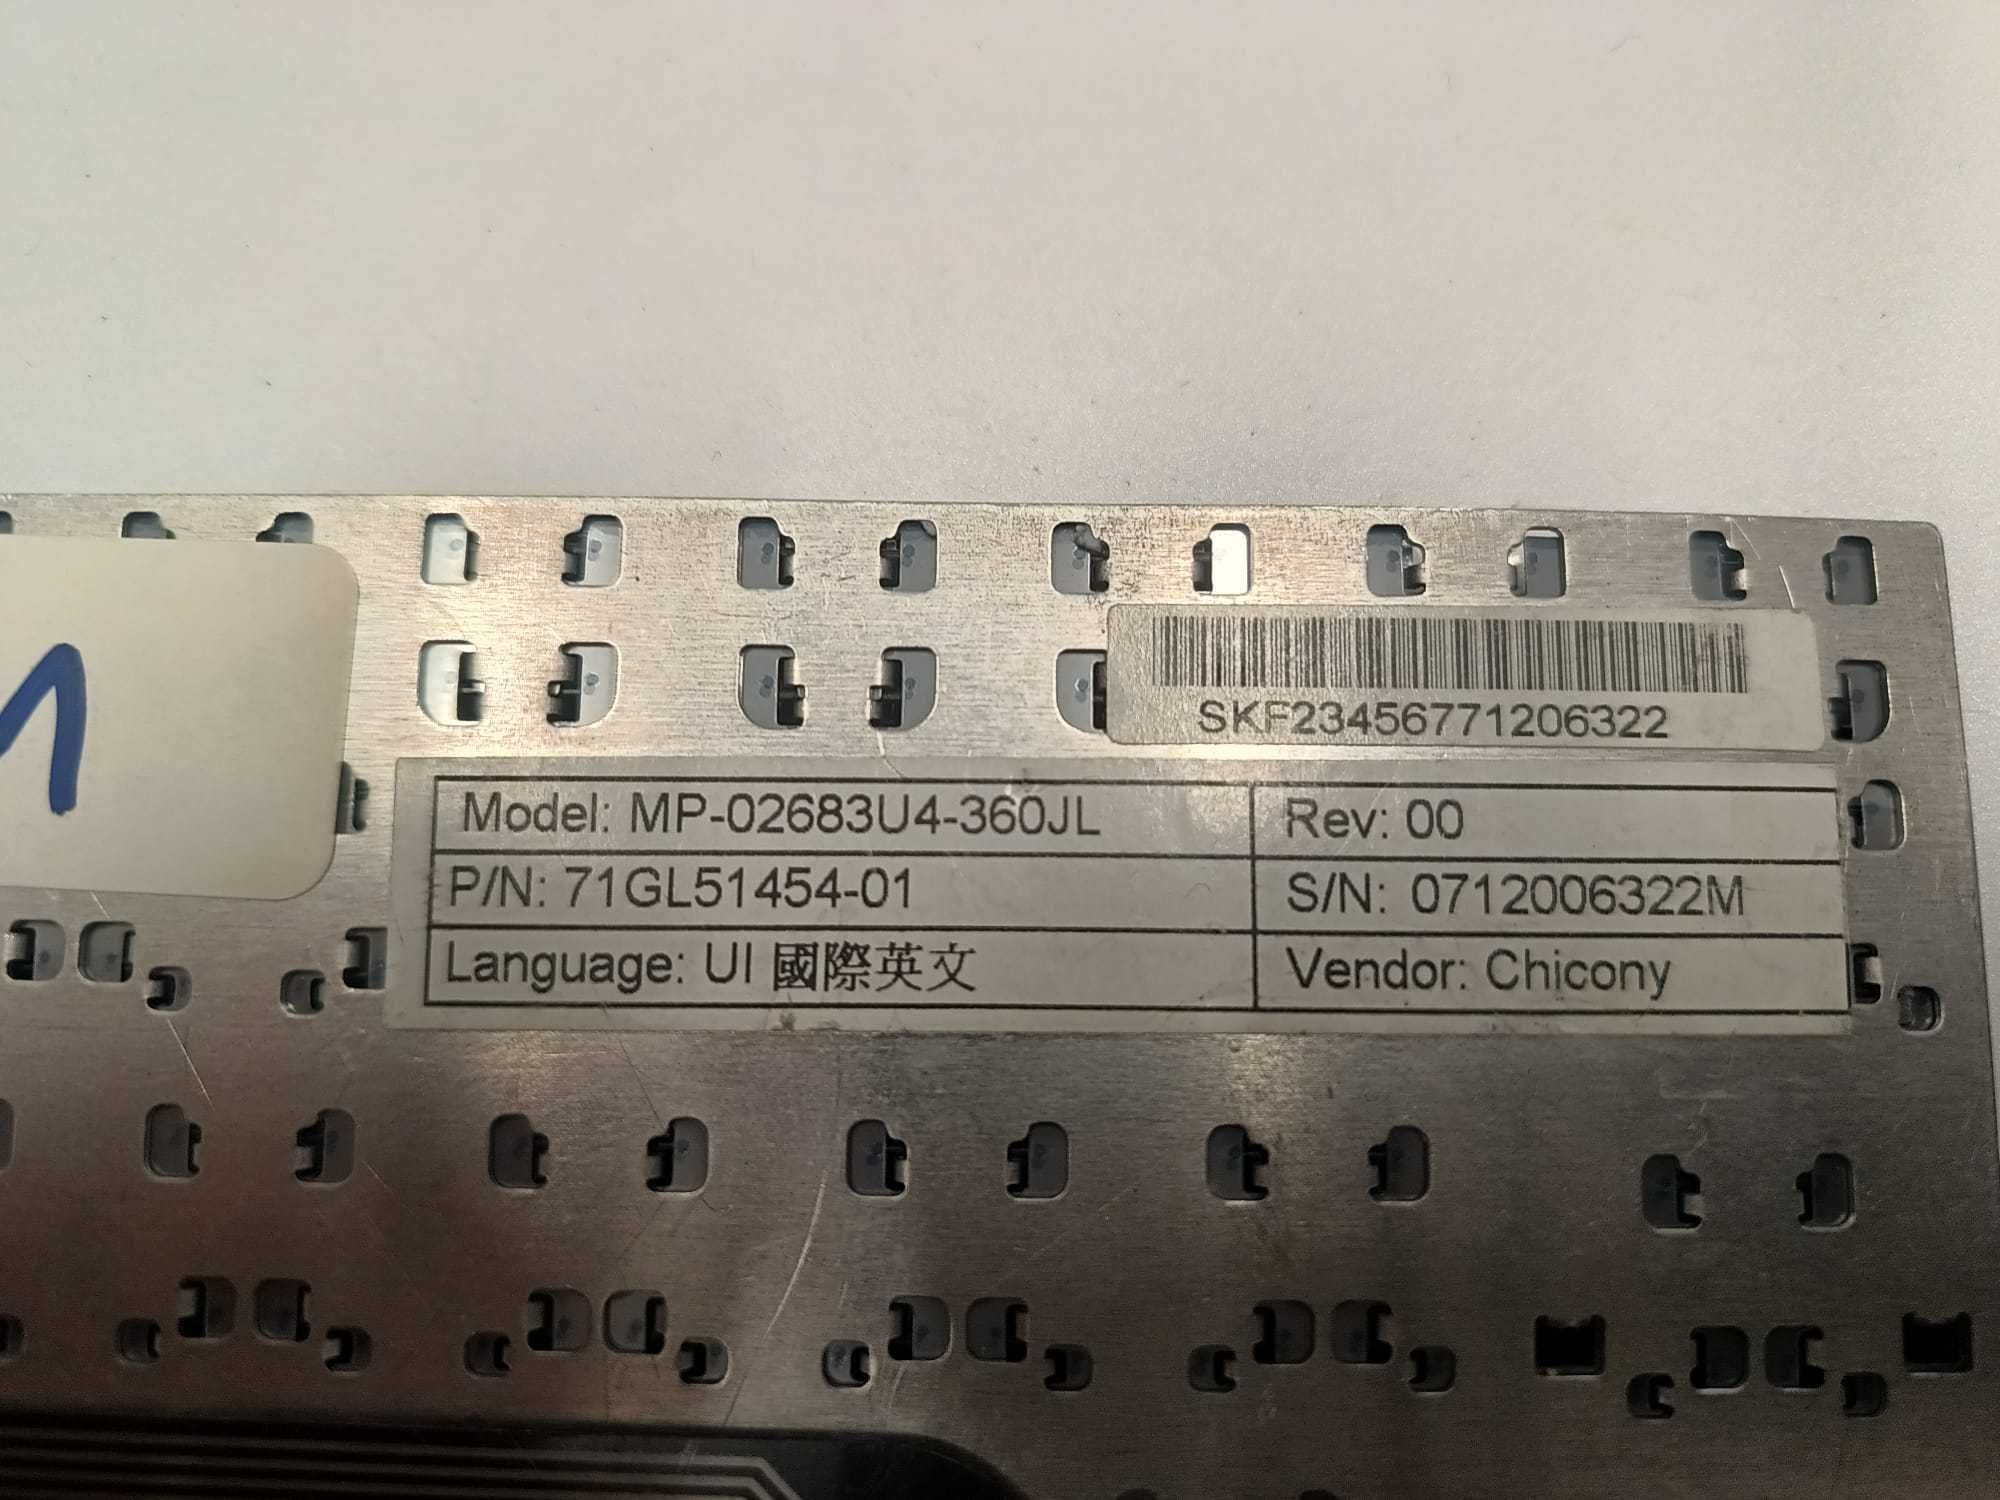 SKF23456771206322
Model: MP-02683U4-360JL
Rev: 00
P/N: 71GL51454-01
S/N: 0712006322M
Language: UI 國際英文
Vendor: Chicony